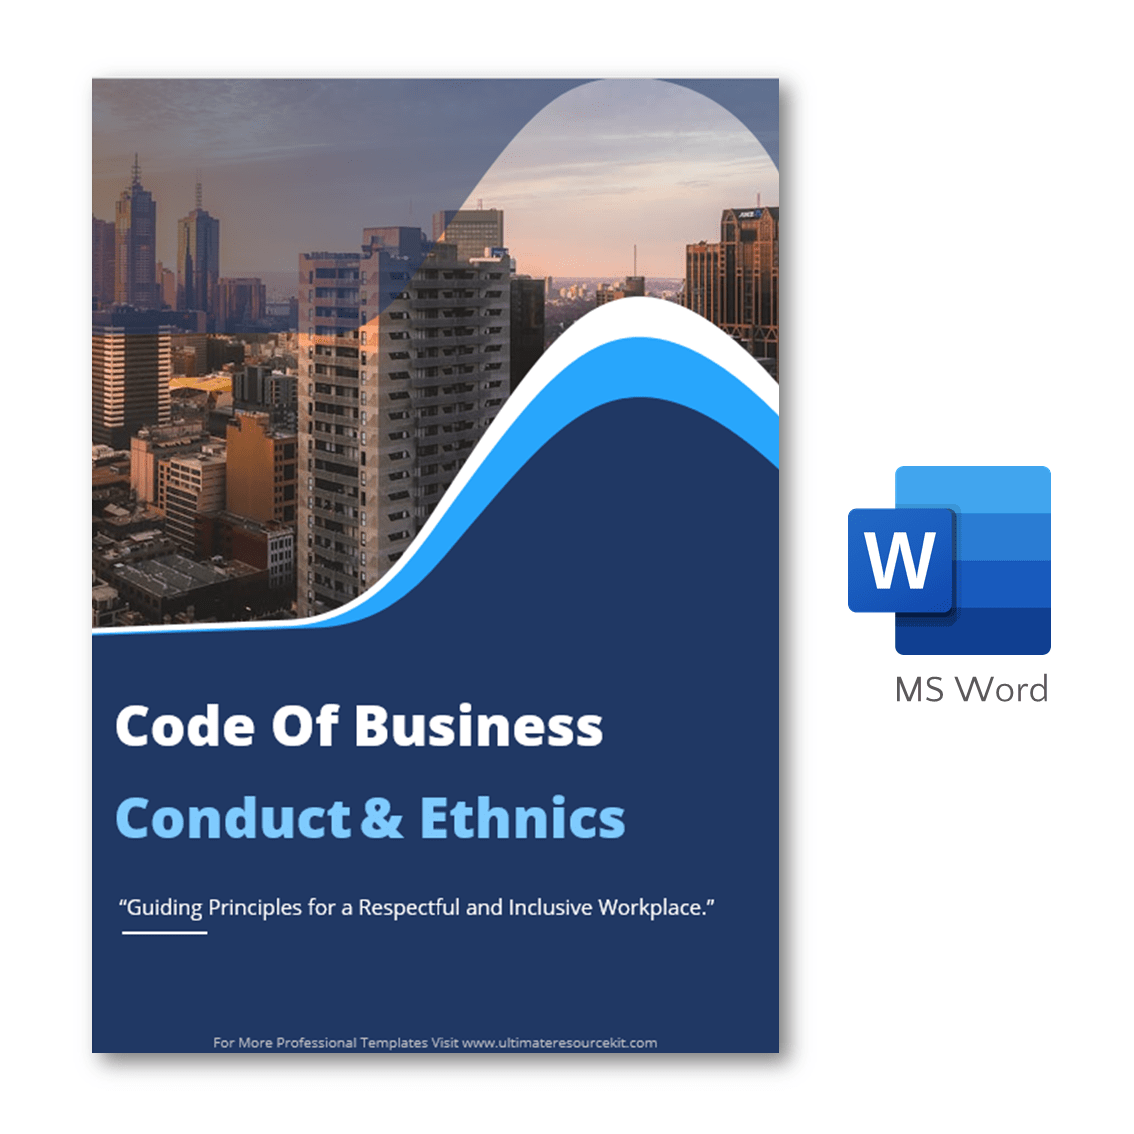 Code Of Business
Conduct & Ethnics
“Guiding Principles for a Respectful and Inclusive Workplace.”
For More Professional Templates Visit www.ultimateresourcekit.com
W
MS Word